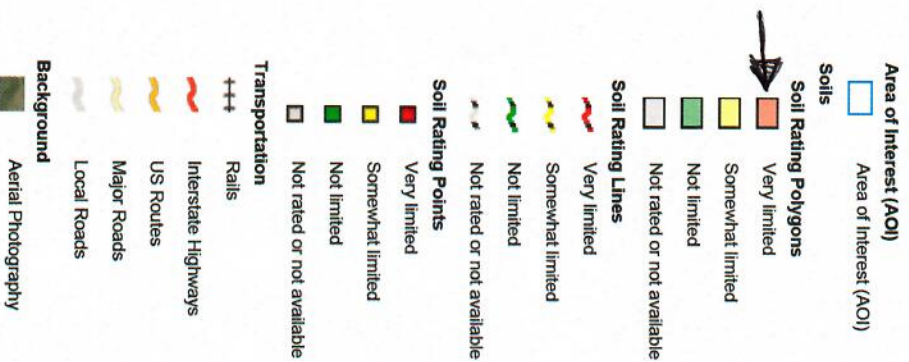 Area of Interest (AOI)
Area of Interest (AOI)
Soils
Soil Rating Polygons
Very limited
Somewhat limited
Not limited
Not rated or not available
Soil Rating Lines
Very limited
Somewhat limited
Not limited
Not rated or not available
Soil Rating Points
Very limited
Somewhat limited
Not limited
Not rated or not available
Transportation
Rails
Interstate Highways
US Routes
Major Roads
Local Roads
Background
Aerial Photography